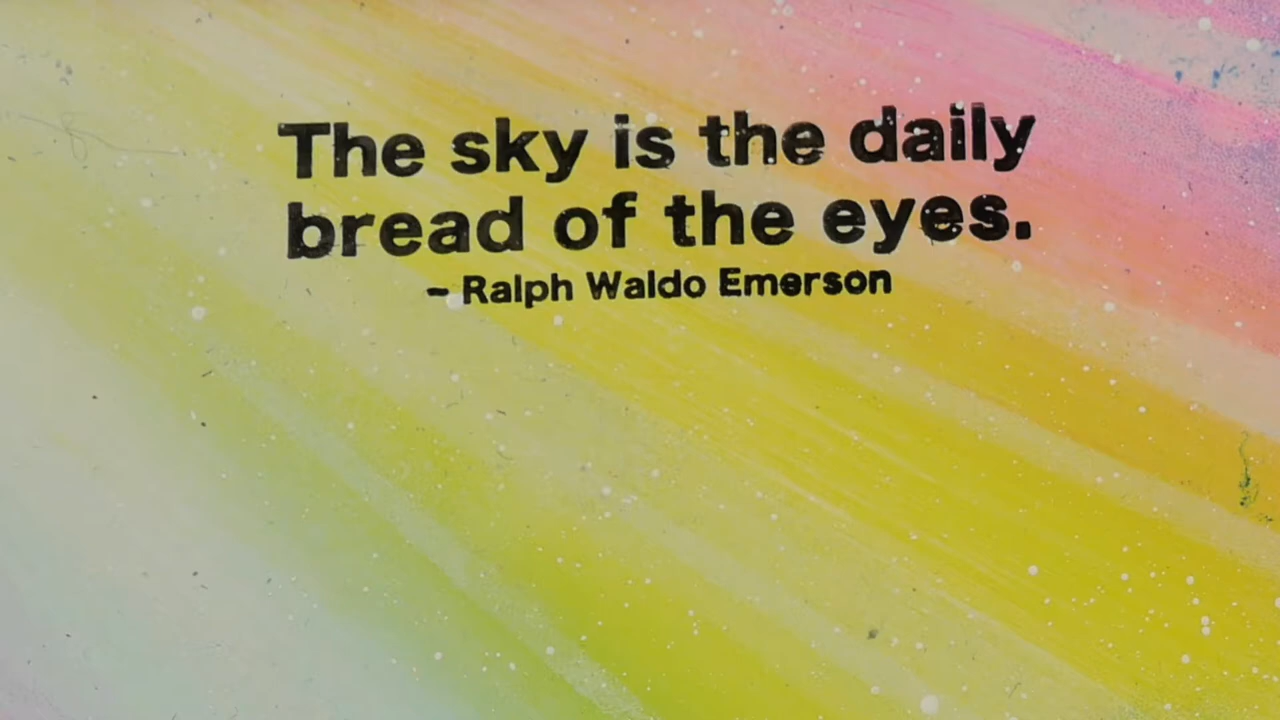 The sky is the daily
bread of the eyes.
- Ralph Waldo Emerson